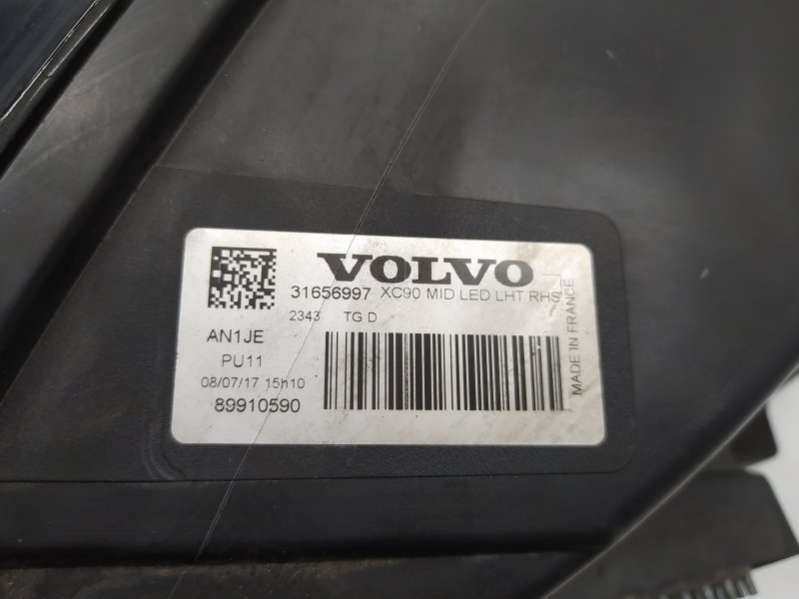 VOLVO
31656997 XC90 MID LED LHT RHS
2343 TG D
AN1JE
PU11
08/07/17 15h10
89910590
MADE IN FRANCE